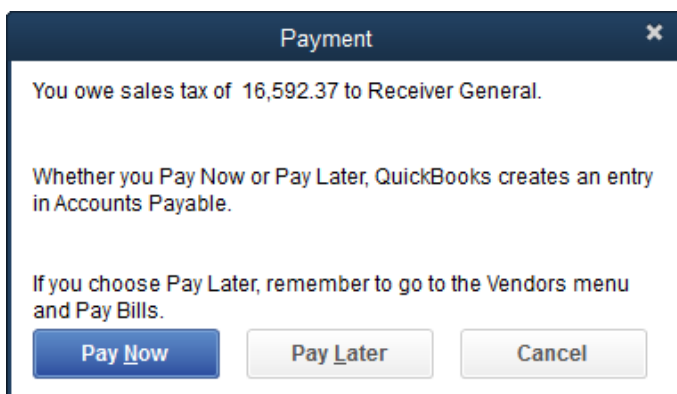 Payment
You owe sales tax of 16,592.37 to Receiver General.
Whether you Pay Now or Pay Later, QuickBooks creates an entry
in Accounts Payable.
If you choose Pay Later, remember to go to the Vendors menu
and Pay Bills.
Pay Now Pay Later Cancel